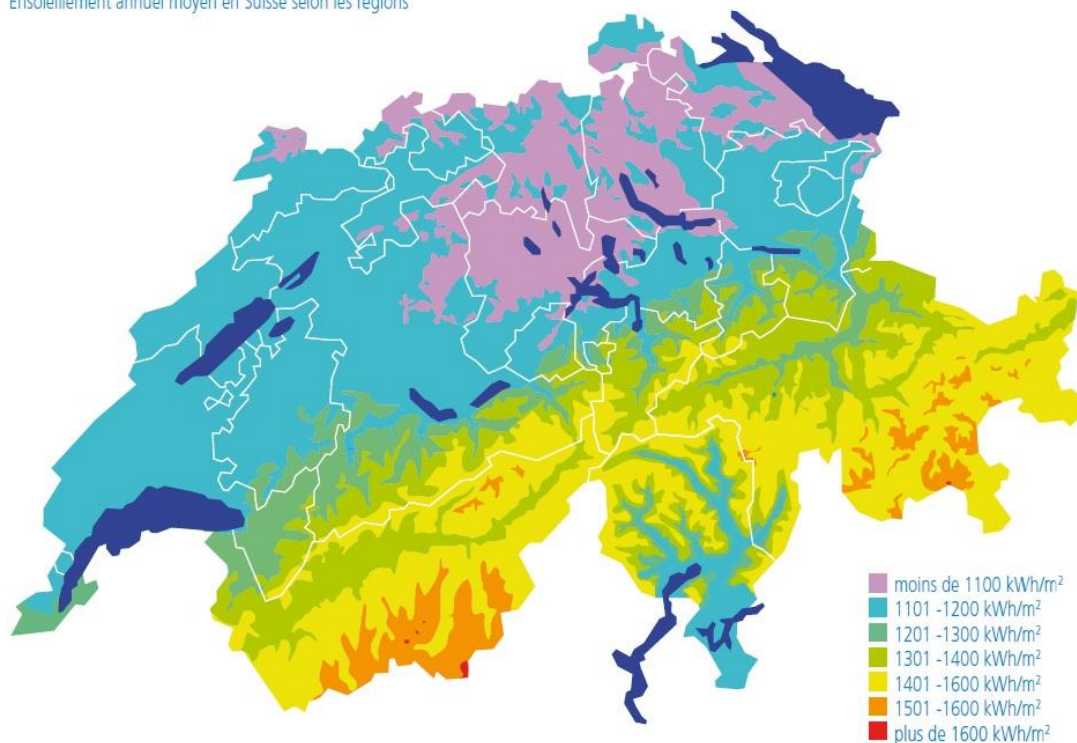 Ensoleillement annuel moyen en Suisse selon les régions
moins de 1100 kWh/m²
1101 -1200 kWh/m²
1201 -1300 kWh/m²
1301 -1400 kWh/m²
1401 -1600 kWh/m²
1501 -1600 kWh/m²
plus de 1600 kWh/m²